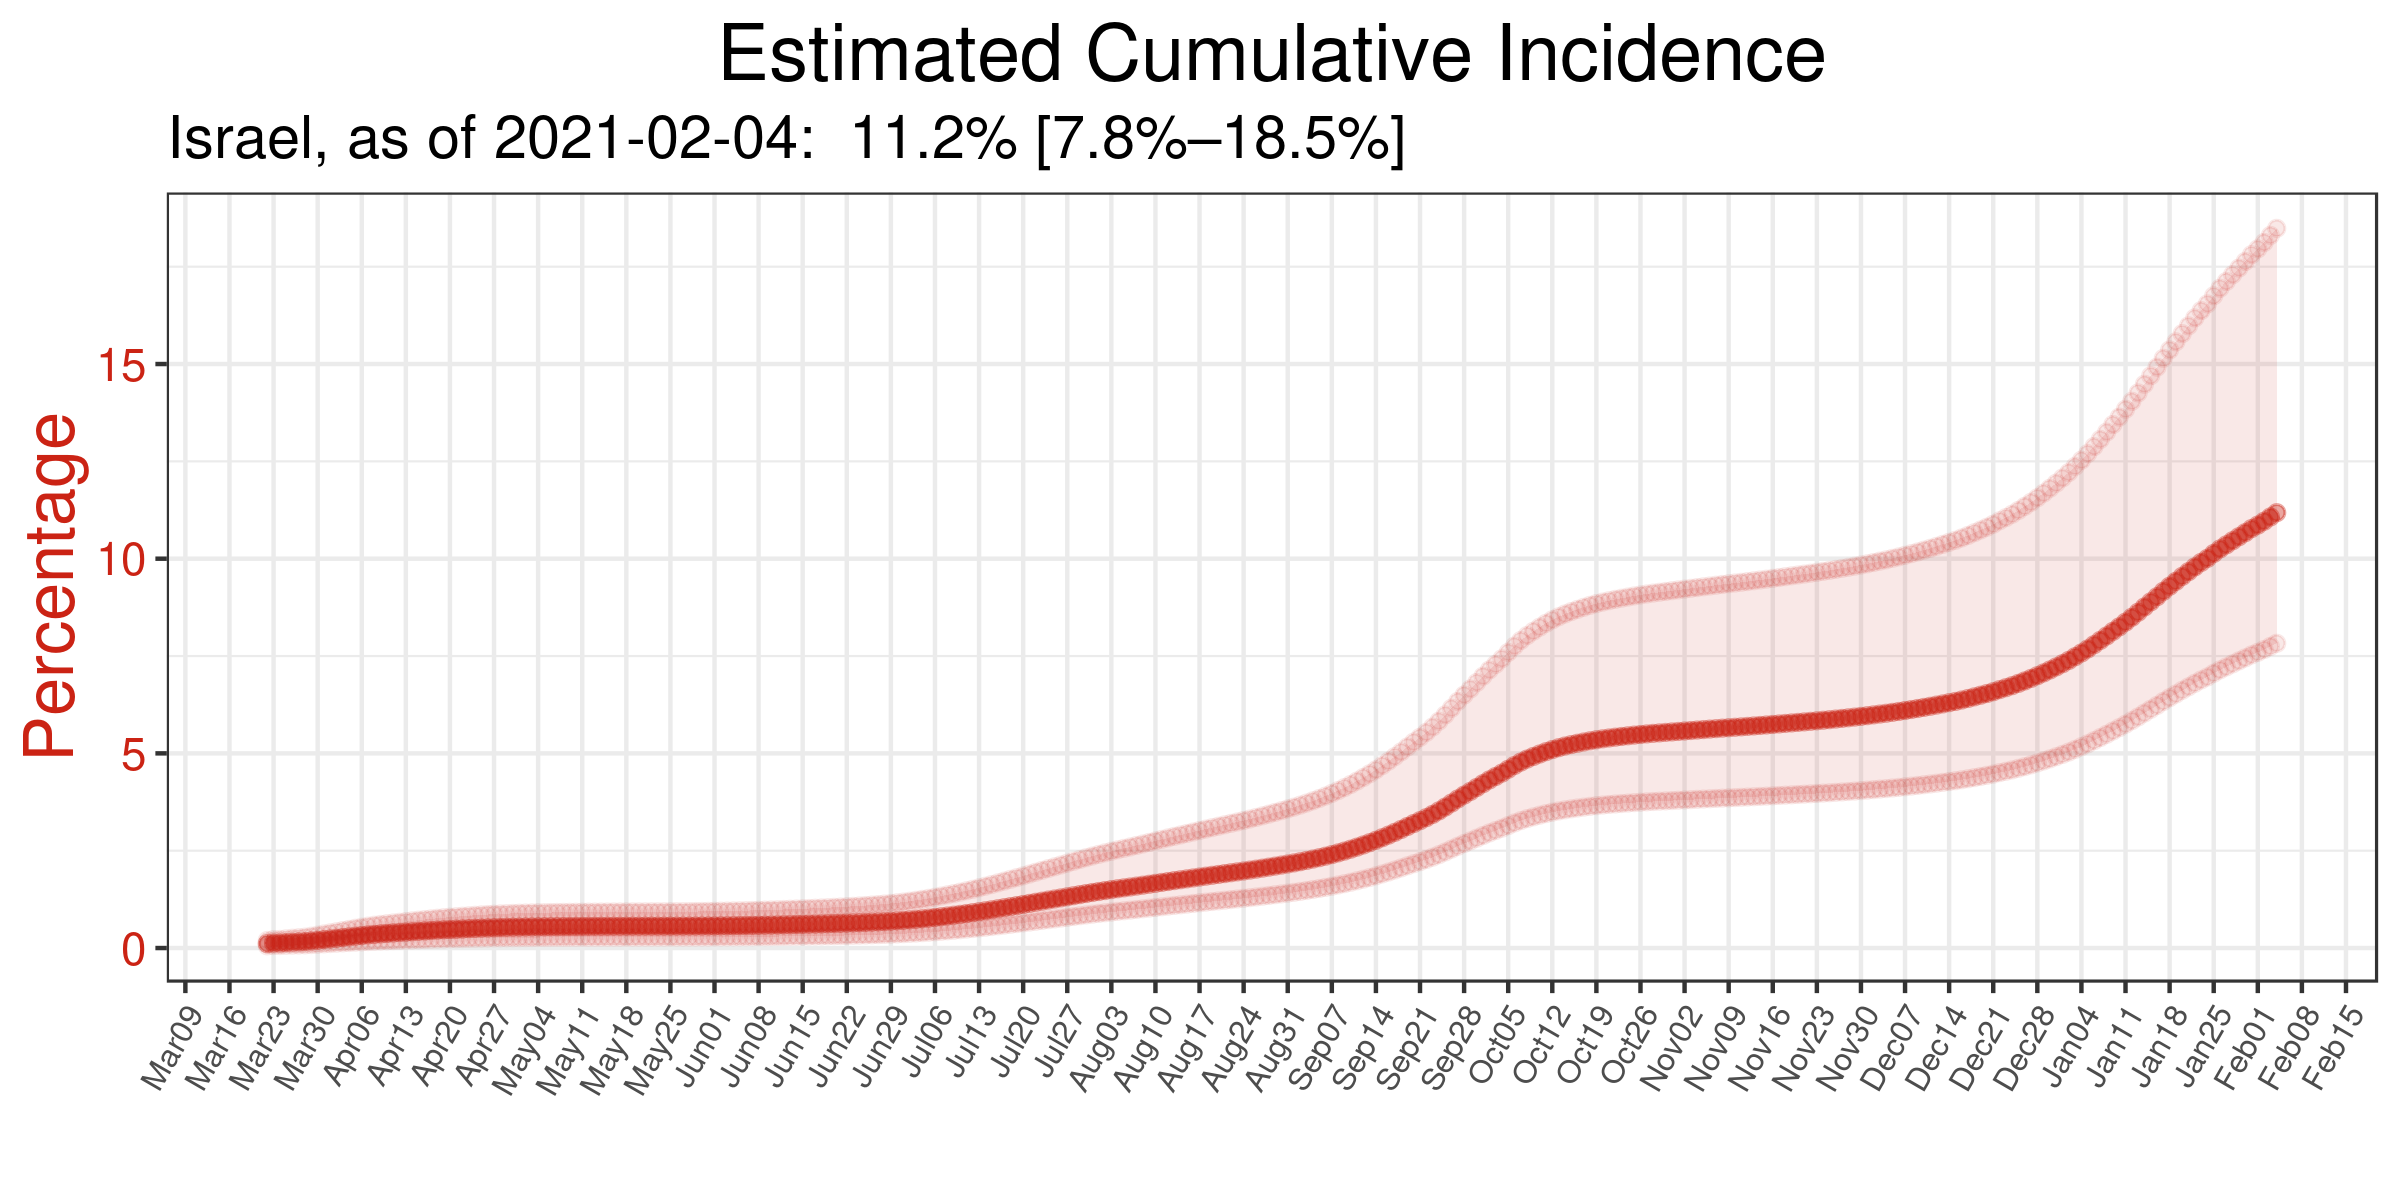 Estimated Cumulative Incidence
Israel, as of 2021-02-04:  11.2% [7.8%–18.5%]
Percentage
15
10
5
0
Mar09
Mar16
Mar23
Mar30
Apr06
Apr13
Apr20
Apr27
May04
May11
May18
May25
Jun01
Jun08
Jun15
Jun22
Jun29
Jul06
Jul13
Jul20
Jul27
Aug03
Aug10
Aug17
Aug24
Aug31
Sep07
Sep14
Sep21
Sep28
Oct05
Oct12
Oct19
Oct26
Nov02
Nov09
Nov16
Nov23
Nov30
Dec07
Dec14
Dec21
Dec28
Jan04
Jan11
Jan18
Jan25
Feb01
Feb08
Feb15